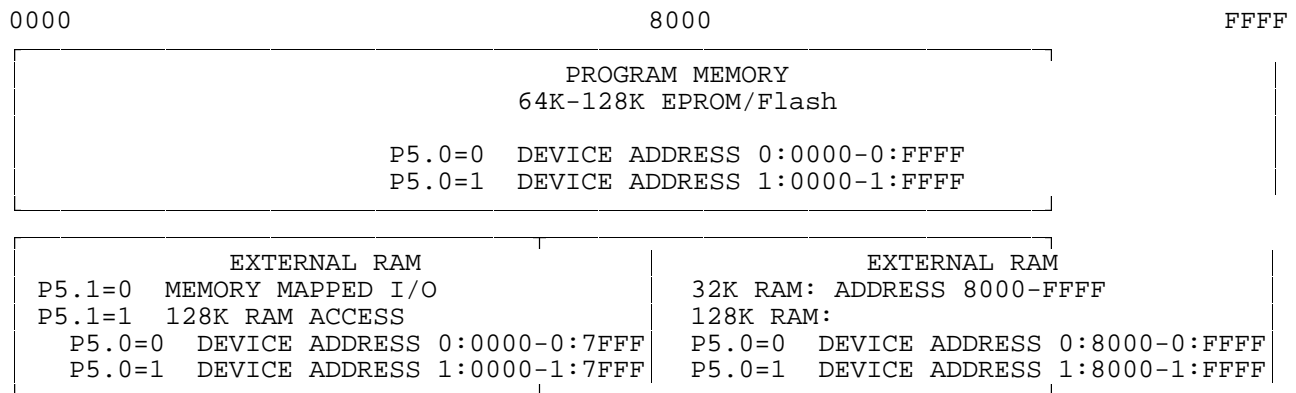 0000 8000 FFFF
PROGRAM MEMORY
64K-128K EPROM/Flash
P5.0=0 DEVICE ADDRESS 0:0000-0:FFFF
P5.0=1 DEVICE ADDRESS 1:0000-1:FFFF
EXTERNAL RAM
P5.1=0 MEMORY MAPPED I/O
P5.1=1 128K RAM ACCESS
P5.0=0 DEVICE ADDRESS 0:0000-0:7FFF
P5.0=1 DEVICE ADDRESS 1:0000-1:7FFF
EXTERNAL RAM
32K RAM: ADDRESS 8000-FFFF
128K RAM:
P5.0=0 DEVICE ADDRESS 0:8000-0:FFFF
P5.0=1 DEVICE ADDRESS 1:8000-1:FFFF